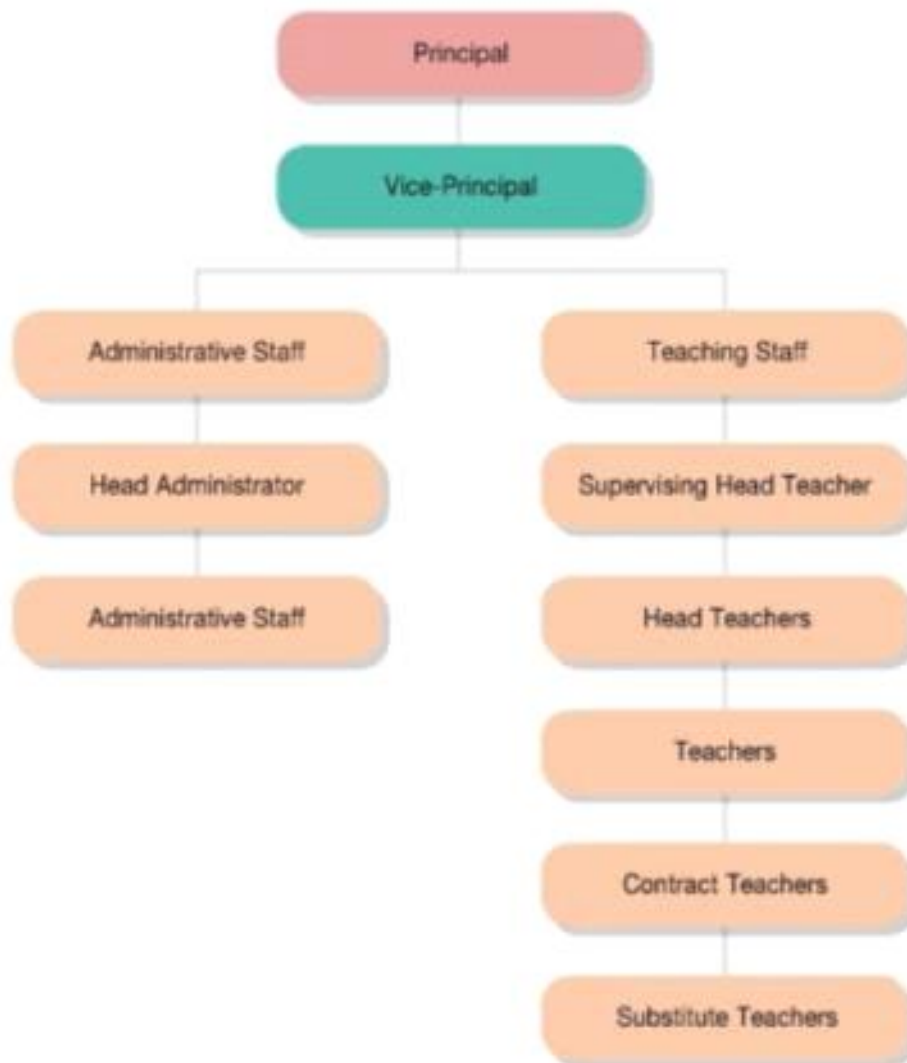 Principal
Vice-Principal
Administrative Staff
Teaching Staff
Head Administrator
Supervising Head Teacher
Administrative Staff
Head Teachers
Teachers
Contract Teachers
Substitute Teachers